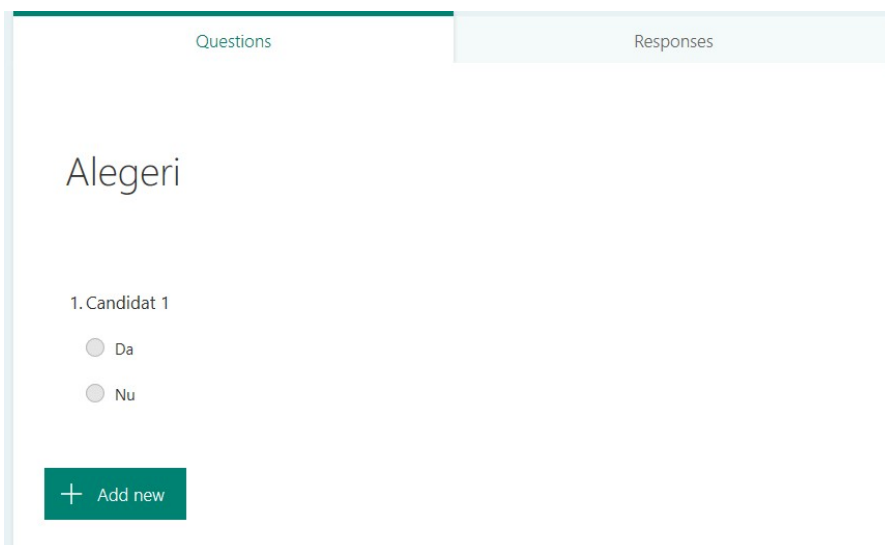 Questions
Responses
Alegeri
1. Candidat 1
Da
Nu
Add new